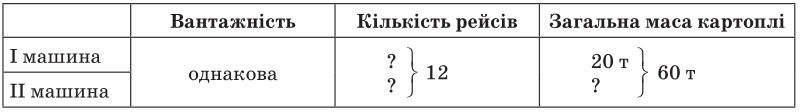 Вантажність Кількість рейсів Загальна маса картоплі
І машина
ІІ машина
однакова
?
?
12
20 т
?
60 т